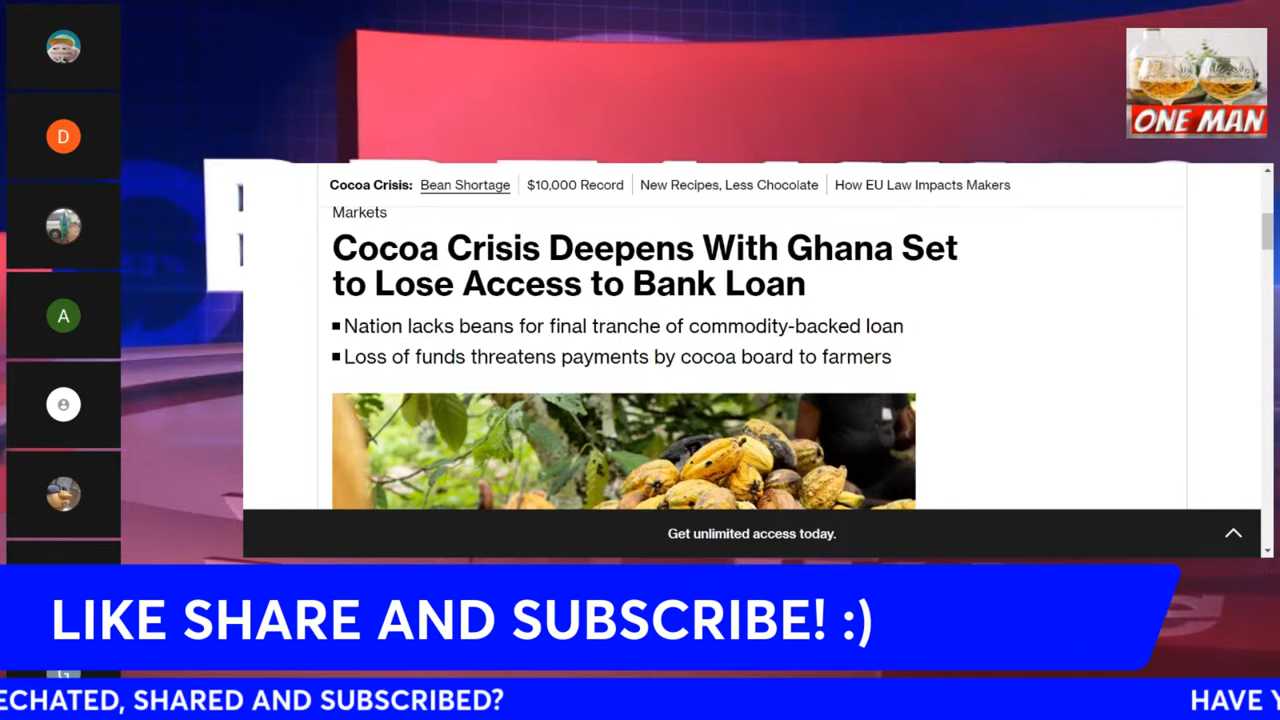 D
A
ONE MAN
Cocoa Crisis: Bean Shortage $10,000 Record New Recipes, Less Chocolate How EU Law Impacts Makers
Markets
Cocoa Crisis Deepens With Ghana Set
to Lose Access to Bank Loan
Nation lacks beans for final tranche of commodity-backed loan
Loss of funds threatens payments by cocoa board to farmers
Get unlimited access today.
LIKE SHARE AND SUBSCRIBE! :)
ECHATED, SHARED AND SUBSCRIBED? HAVE Y